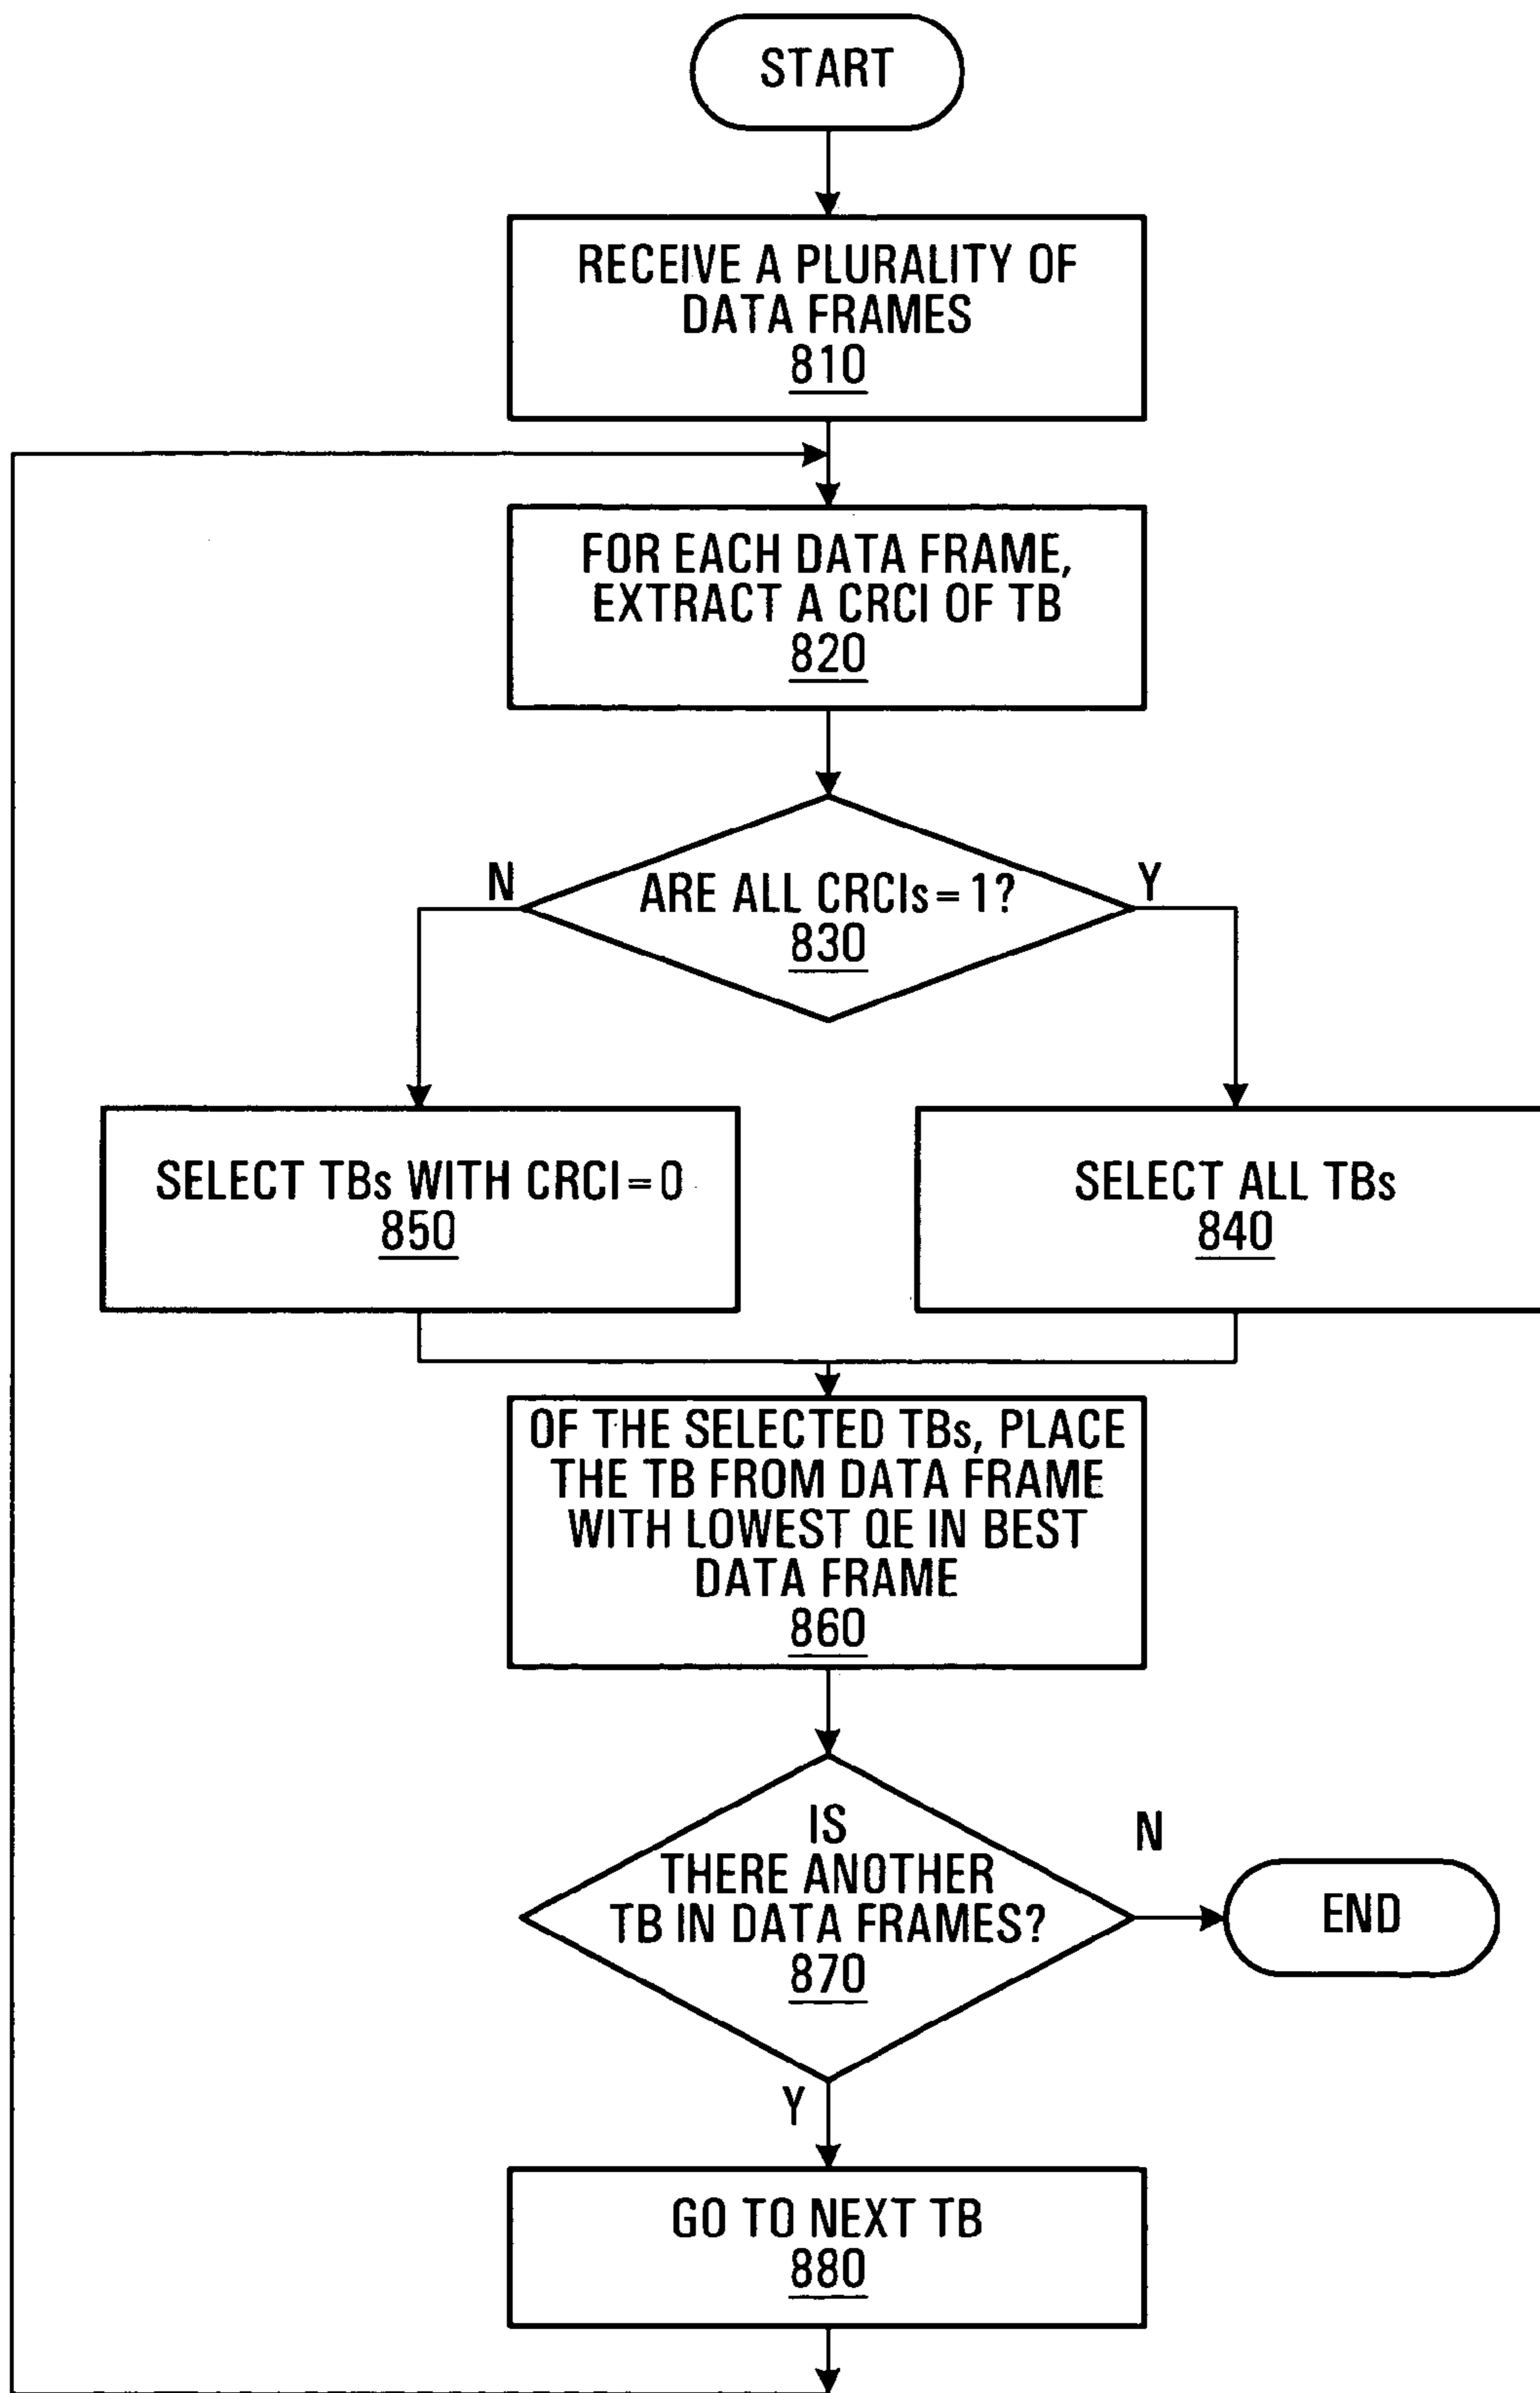 START
RECEIVE A PLURALITY OF
DATA FRAMES
810
FOR EACH DATA FRAME,
EXTRACT A CRCI OF TB
820
N
Y
ARE ALL CRCIs = 1?
830
SELECT TBs WITH CRCI = 0
850
SELECT ALL TBs
840
OF THE SELECTED TBs, PLACE
THE TB FROM DATA FRAME
WITH LOWEST QE IN BEST
DATA FRAME
860
IS
THERE ANOTHER
TB IN DATA FRAMES?
870
N
END
Y
GO TO NEXT TB
880